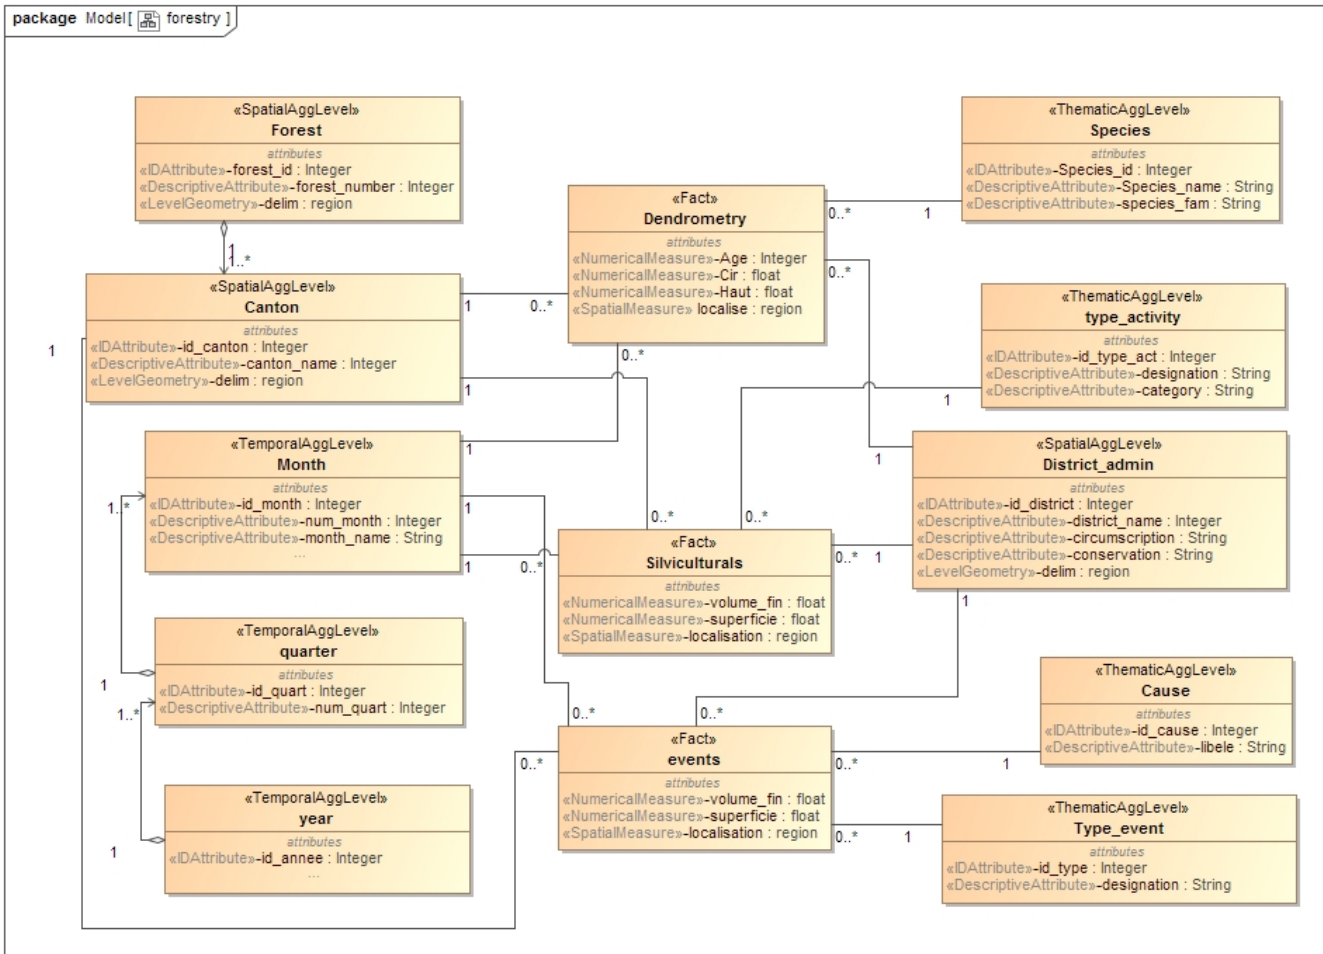 package Model[ forestry ]
«SpatialAggLevel»
Forest
attributes
«IDAttribute»-forest_id : Integer
«DescriptiveAttribute»-forest_number : Integer
«LevelGeometry»-delim : region
1
1..*
«SpatialAggLevel»
Canton
attributes
«IDAttribute»-id_canton : Integer
«DescriptiveAttribute»-canton_name : Integer
«LevelGeometry»-delim : region
1
1
0..*
1
0..*
1
0..*
«TemporalAggLevel»
Month
attributes
«IDAttribute»-id_month : Integer
«DescriptiveAttribute»-num_month : Integer
«DescriptiveAttribute»-month_name : String
...
1
0..*
1
0..*
1
0..*
1..*
1
«TemporalAggLevel»
quarter
attributes
«IDAttribute»-id_quart : Integer
«DescriptiveAttribute»-num_quart : Integer
1..*
1
«TemporalAggLevel»
year
attributes
«IDAttribute»-id_annee : Integer
...
«Fact»
Dendrometry
attributes
«NumericalMeasure»-Age : Integer
«NumericalMeasure»-Cir : float
«NumericalMeasure»-Haut : float
«SpatialMeasure» localise : region
0..*
1
0..*
1
«Fact»
Silviculturals
attributes
«NumericalMeasure»-volume_fin : float
«NumericalMeasure»-superficie : float
«SpatialMeasure»-localisation : region
0..*
1
0..*
1
«Fact»
events
attributes
«NumericalMeasure»-volume_fin : float
«NumericalMeasure»-superficie : float
«SpatialMeasure»-localisation : region
0..*
1
0..*
1
0..*
1
«ThematicAggLevel»
Species
attributes
«IDAttribute»-Species_id : Integer
«DescriptiveAttribute»-Species_name : String
«DescriptiveAttribute»-species_fam : String
«ThematicAggLevel»
type_activity
attributes
«IDAttribute»-id_type_act : Integer
«DescriptiveAttribute»-designation : String
«DescriptiveAttribute»-category : String
«SpatialAggLevel»
District_admin
attributes
«IDAttribute»-id_district : Integer
«DescriptiveAttribute»-district_name : Integer
«DescriptiveAttribute»-circumscription : String
«DescriptiveAttribute»-conservation : String
«LevelGeometry»-delim : region
«ThematicAggLevel»
Cause
attributes
«IDAttribute»-id_cause : Integer
«DescriptiveAttribute»-libele : String
«ThematicAggLevel»
Type_event
attributes
«IDAttribute»-id_type : Integer
«DescriptiveAttribute»-designation : String